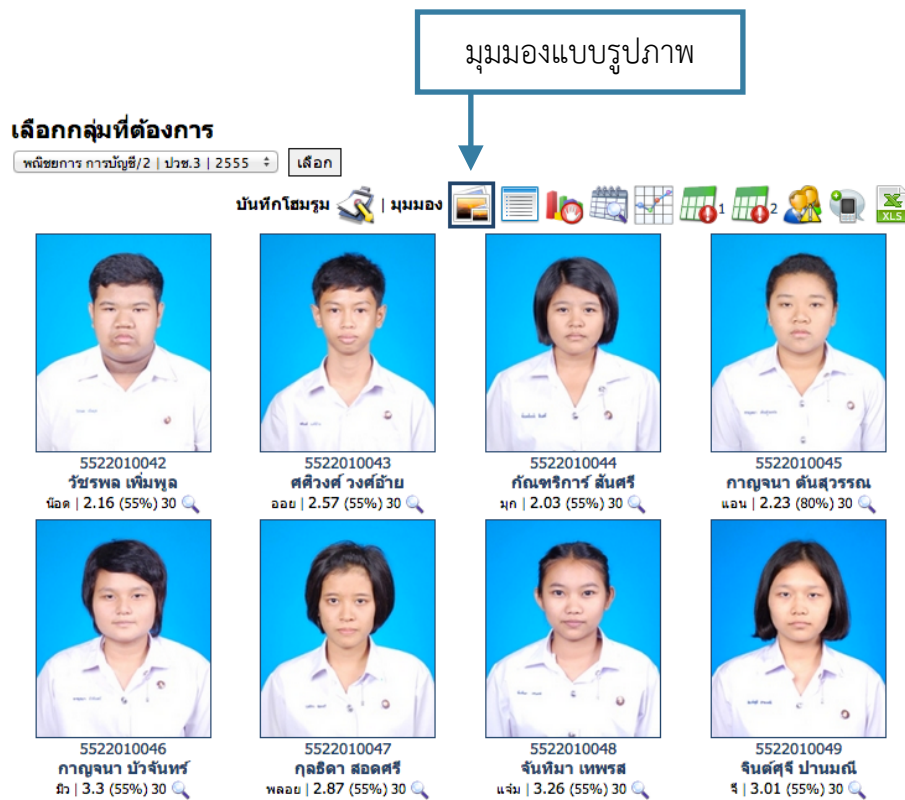 มุมมองแบบรูปภาพ
เลือกกลุ่มที่ต้องการ
พณิชยการ การบัญชี/2 | ปวช.3 | 2555 เลือก
บันทึกโฮมรูม | มุมมอง 1 2 XLS
5522010042 5522010043 5522010044 5522010045
วัชรพล เพิ่มพูล ศศิวงศ์ วงศ์อ้าย กัณฑริการ์ สันศรี กาญจนา ตันสุวรรณ
น๊อต | 2.16 (55%) 30 ออย | 2.57 (55%) 30 มุก | 2.03 (55%) 30 แอน | 2.23 (80%) 30
5522010046 5522010047 5522010048 5522010049
กาญจนา บัวจันทร์ กุลธิดา สอดศรี จันทิมา เทพรส จินต์ศุจี ปานมณี
มิว | 3.3 (55%) 30 พลอย | 2.87 (55%) 30 แจ่ม | 3.26 (55%) 30 จี | 3.01 (55%) 30